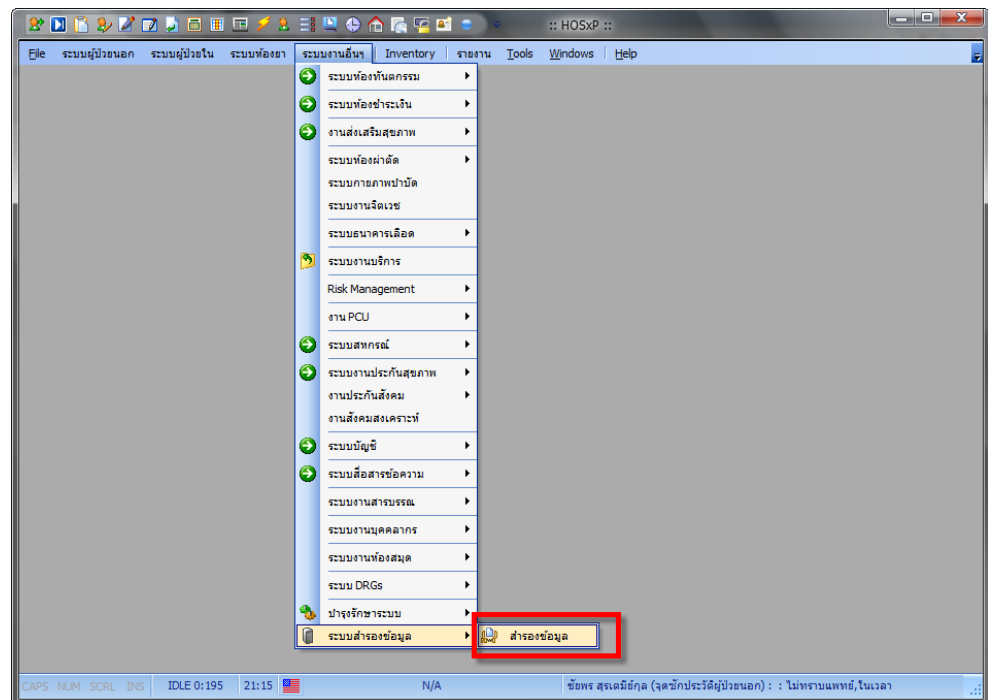 :: HOSxP ::
File ระบบผู้ป่วยนอก ระบบผู้ป่วยใน ระบบห้องยา ระบบงานอื่นๆ Inventory รายงาน Tools Windows Help
ระบบห้องทันตกรรม
ระบบห้องชำระเงิน
งานส่งเสริมสุขภาพ
ระบบห้องผ่าตัด
ระบบกายภาพบำบัด
ระบบงานจิตเวช
ระบบธนาคารเลือด
ระบบงานบริการ
Risk Management
งาน PCU
ระบบสหกรณ์
ระบบงานประกันสุขภาพ
งานประกันสังคม
งานสังคมสงเคราะห์
ระบบบัญชี
ระบบสื่อสารข้อความ
ระบบงานสารบรรณ
ระบบงานบุคคลากร
ระบบงานห้องสมุด
ระบบ DRGs
บำรุงรักษาระบบ
ระบบสำรองข้อมูล สำรองข้อมูล
CAPS NUM SCRL INS IDLE 0:195 21:15 N/A ชัยพร สุรเตมีย์กุล (จุดซักประวัติผู้ป่วยนอก) : : ไม่ทราบแพทย์,ในเวลา